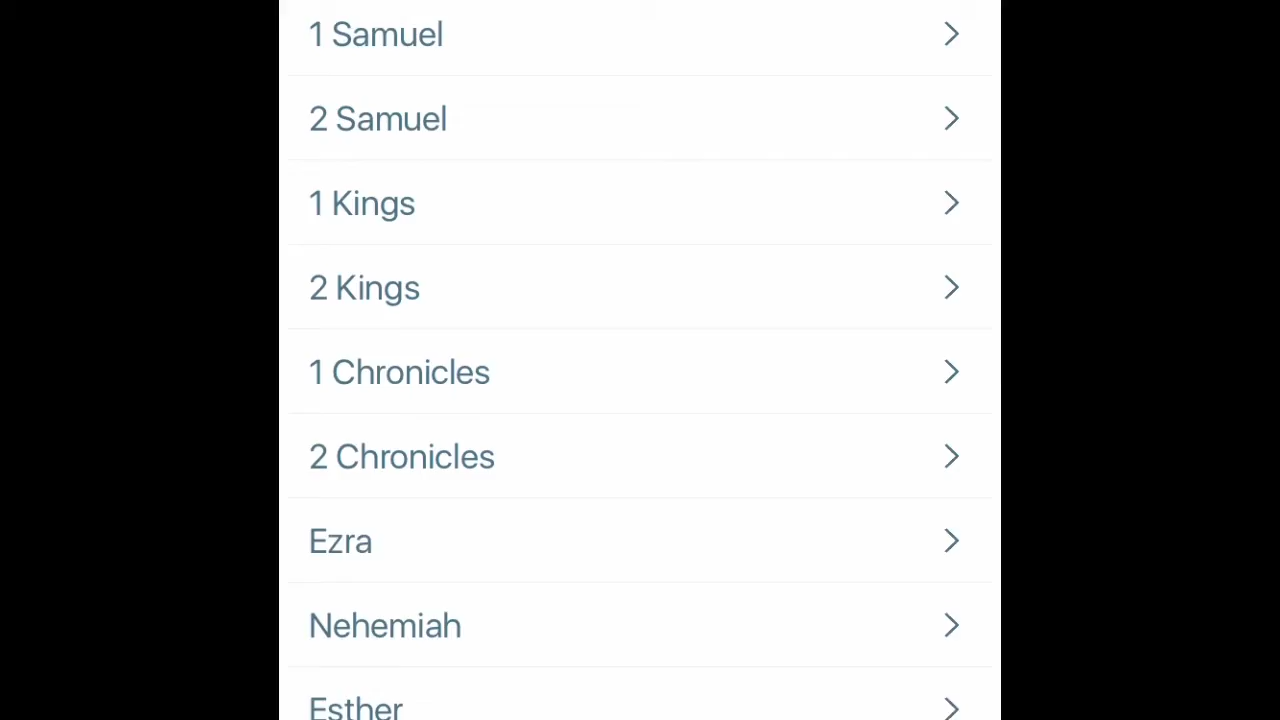 1 Samuel
2 Samuel
1 Kings
2 Kings
1 Chronicles
2 Chronicles
Ezra
Nehemiah
Esther